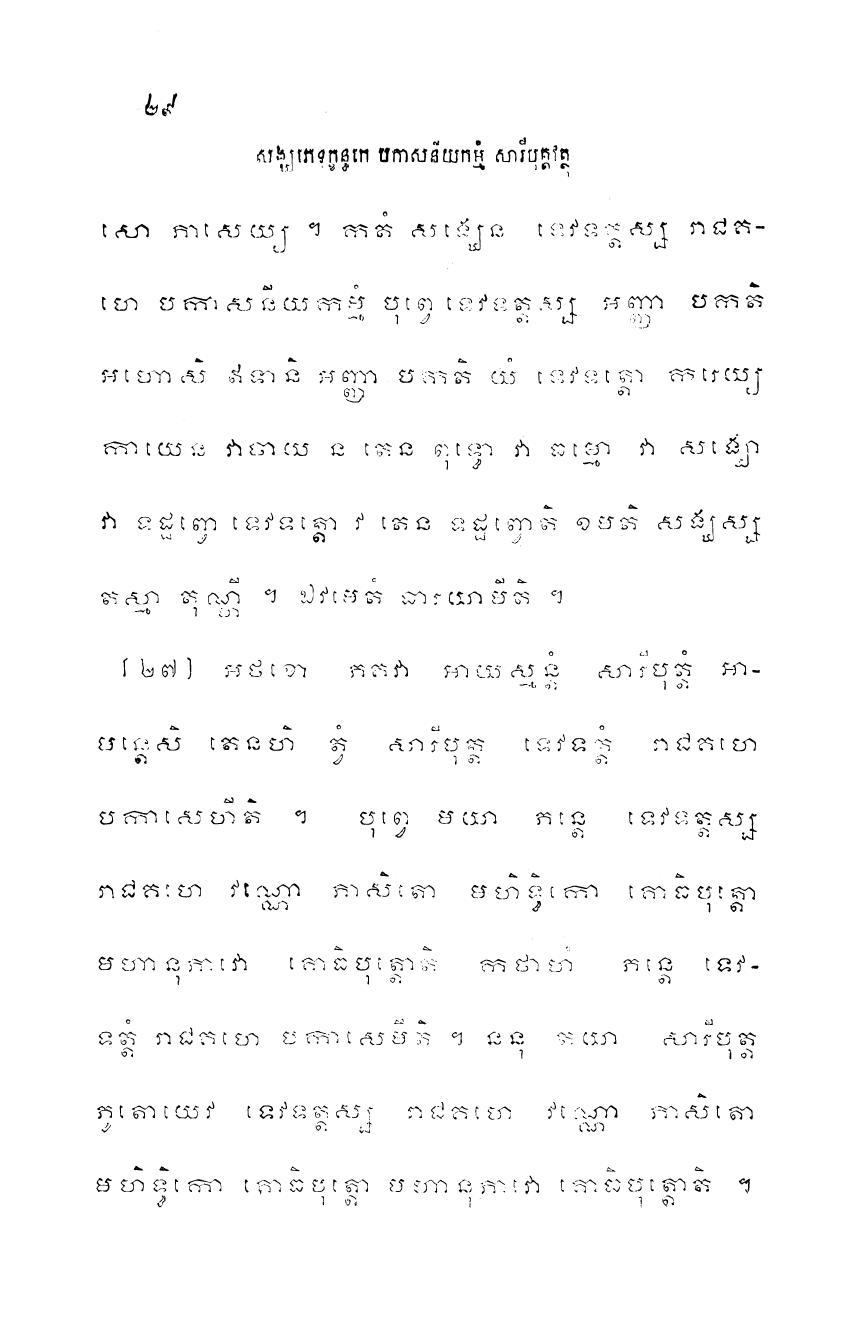 ២៩
សង្ឃភេទក្ខន្ធកេ បកាសនីយកម្មំ សារីបុត្តវត្ថុ
សោ ភាសេយ្យ ។ កតំ សង្ឃេន ទេវទត្តស្ស រាជគ-
ហេ បកាសនីយកម្មំ បុព្វេ ទេវទត្តស្ស អញ្ញា បកតិ
អហោសិ ឥទានិ អញ្ញា បកតិ យំ ទេវទត្តោ ករេយ្យ
កាយេន វាចាយ ន តេន ពុទ្ធោ វា ធម្មោ វា សង្ឃោ
វា ទដ្ឋព្វោ ទេវទត្តោ វ តេន ទដ្ឋព្វោតិ ខមតិ សង្ឃស្ស
តស្មា តុណ្ហី ។ ឯវមេតំ ធារយាមីតិ ។
[២៧] អថខោ ភគវា អាយស្មន្តំ សារីបុត្តំ អា-
មន្តេសិ តេនហិ ត្វំ សារីបុត្ត ទេវទត្តំ រាជគហេ
បកាសេហីតិ ។ បុព្វេ មយា ភន្តេ ទេវទត្តស្ស
រាជគហេ វណ្ណោ ភាសិតោ មហិទ្ធិកោ គោធិបុត្តោ
មហានុភាវោ គោធិបុត្តោតិ កថាហំ ភន្តេ ទេវ-
ទត្តំ រាជគហេ បកាសេមីតិ ។ ននុ តយា សារីបុត្ត
ភូតោយេវ ទេវទត្តស្ស រាជគហេ វណ្ណោ ភាសិតោ
មហិទ្ធិកោ គោធិបុត្តោ មហានុភាវោ គោធិបុត្តោតិ ។